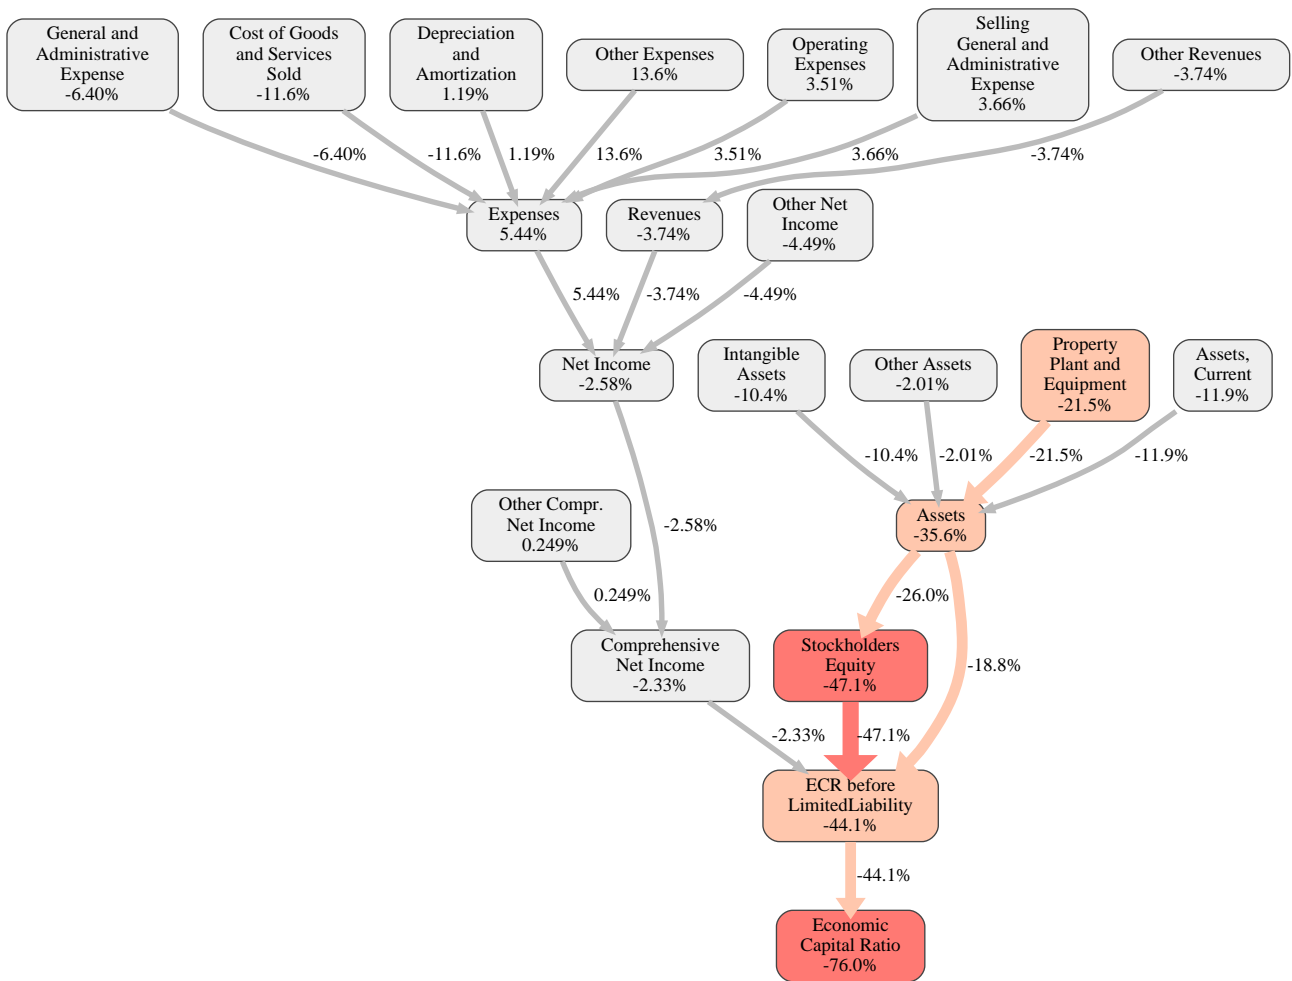 General and
Administrative
Expense
-6.40%
Cost of Goods
and Services
Sold
-11.6%
Depreciation
and
Amortization
1.19%
Other Expenses
13.6%
Operating
Expenses
3.51%
Selling
General and
Administrative
Expense
3.66%
Other Revenues
-3.74%
-6.40%
-11.6%
1.19%
13.6%
3.51%
3.66%
-3.74%
Expenses
5.44%
Revenues
-3.74%
Other Net
Income
-4.49%
5.44%
-3.74%
-4.49%
Net Income
-2.58%
Intangible
Assets
-10.4%
Other Assets
-2.01%
Property
Plant and
Equipment
-21.5%
Assets,
Current
-11.9%
-10.4%
-2.01%
-21.5%
-11.9%
Other Compr.
Net Income
0.249%
-2.58%
Assets
-35.6%
0.249%
-26.0%
Comprehensive
Net Income
-2.33%
Stockholders
Equity
-47.1%
-18.8%
-2.33%
-47.1%
ECR before
LimitedLiability
-44.1%
-44.1%
Economic
Capital Ratio
-76.0%